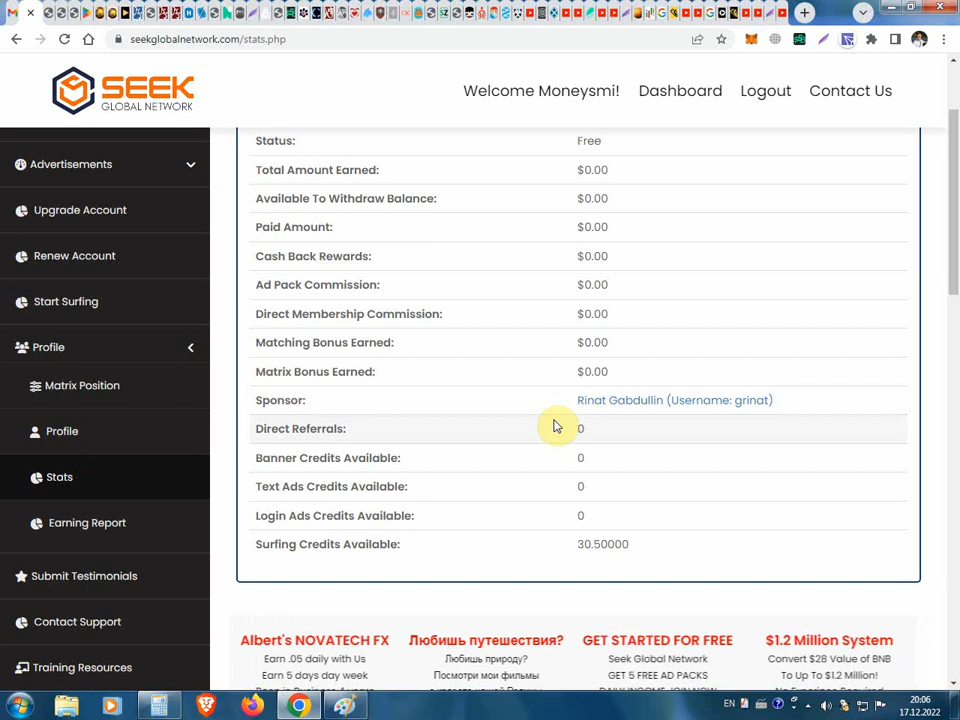 seekglobalnetwork.com/stats.php
SEEK
GLOBAL NETWORK
Welcome Moneysmi!
Dashboard
Logout
Contact Us
Advertisements
Upgrade Account
Renew Account
Start Surfing
Profile
Matrix Position
Profile
Stats
Earning Report
Submit Testimonials
Contact Support
Training Resources
Status: Free
Total Amount Earned: $0.00
Available To Withdraw Balance: $0.00
Paid Amount: $0.00
Cash Back Rewards: $0.00
Ad Pack Commission: $0.00
Direct Membership Commission: $0.00
Matching Bonus Earned: $0.00
Matrix Bonus Earned: $0.00
Sponsor: Rinat Gabdullin (Username: grinat)
Direct Referrals: 0
Banner Credits Available: 0
Text Ads Credits Available: 0
Login Ads Credits Available: 0
Surfing Credits Available: 30.50000
Albert's NOVATECH FX
Earn .05 daily with Us
Earn 5 days day week
Любишь путешествия?
Любишь природу?
Посмотри мои фильмы
GET STARTED FOR FREE
Seek Global Network
GET 5 FREE AD PACKS
$1.2 Million System
Convert $28 Value of BNB
To Up To $1.2 Million!
EN
20:06
17.12.2022